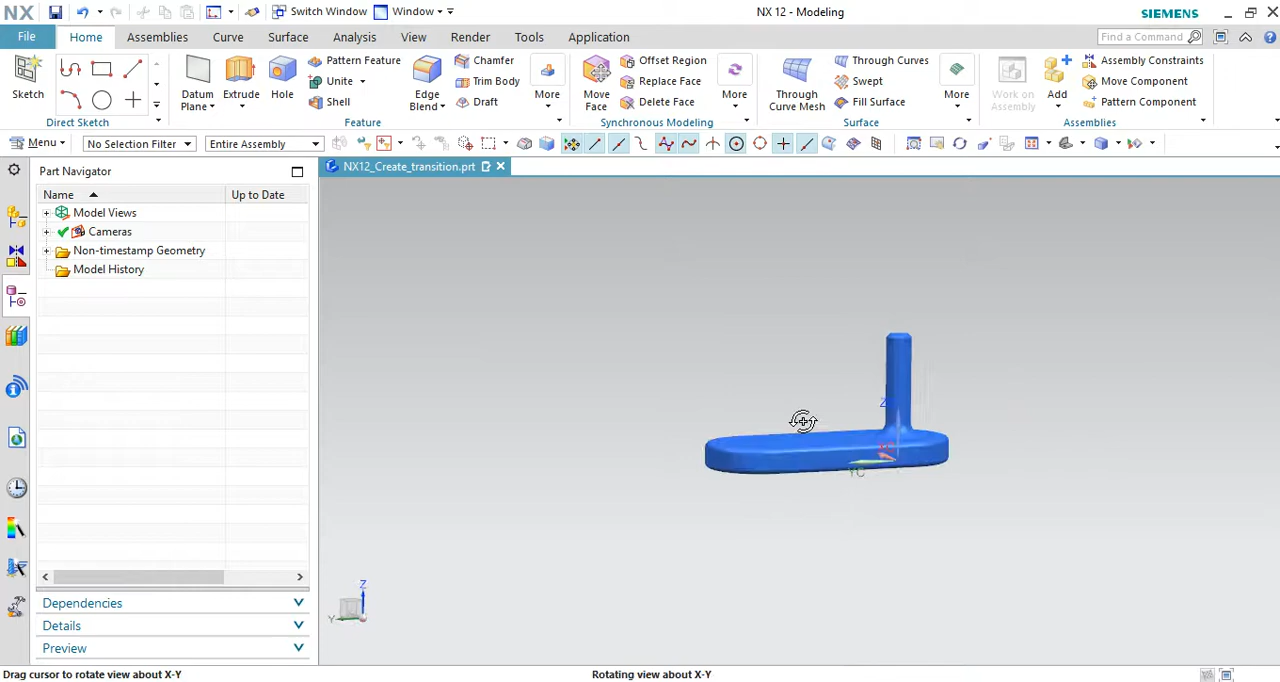 NX Switch Window Window NX 12 - Modeling SIEMENS
File Home Assemblies Curve Surface Analysis View Render Tools Application Find a Command
Sketch Direct Sketch
Datum Plane Extrude Hole Pattern Feature Unite Shell Edge Blend Chamfer Trim Body Draft More Feature
Move Face Offset Region Replace Face Delete Face More Synchronous Modeling
Through Curve Mesh Through Curves Swept Fill Surface More Surface
Work on Assembly Add Assembly Constraints Move Component Pattern Component Assemblies
Menu No Selection Filter Entire Assembly
Part Navigator NX12_Create_transition.prt
Name Up to Date
Model Views
Cameras
Non-timestamp Geometry
Model History
Z
YC
Z
Y
Dependencies
Details
Preview
Drag cursor to rotate view about X-Y Rotating view about X-Y